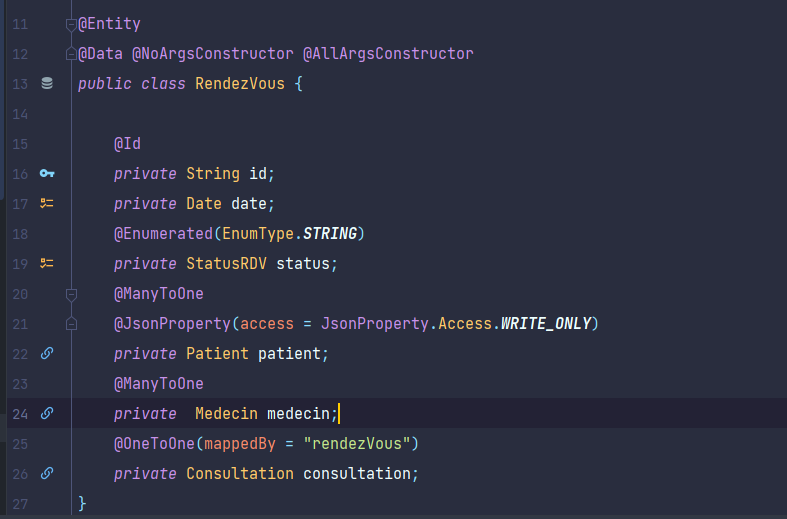 11 @Entity
12 @Data @NoArgsConstructor @AllArgsConstructor
13 public class RendezVous {
14
15     @Id
16     private String id;
17     private Date date;
18     @Enumerated(EnumType.STRING)
19     private StatusRDV status;
20     @ManyToOne
21     @JsonProperty(access = JsonProperty.Access.WRITE_ONLY)
22     private Patient patient;
23     @ManyToOne
24     private  Medecin medecin;
25     @OneToOne(mappedBy = "rendezVous")
26     private Consultation consultation;
27 }